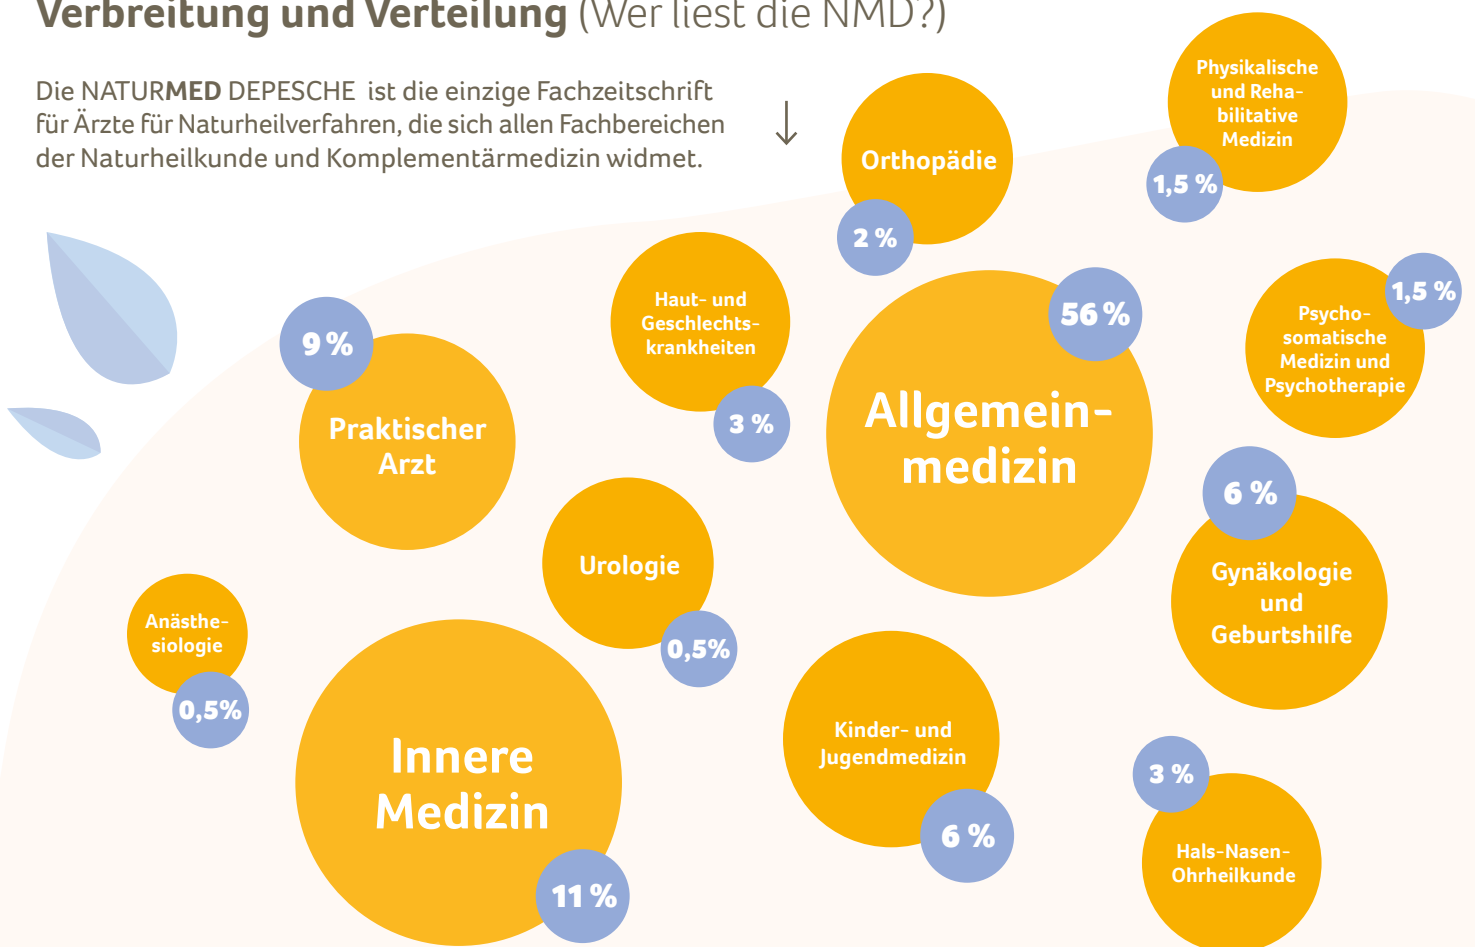 Verbreitung und Verteilung (Wer liest die NMD?)
Die NATURMED DEPESCHE ist die einzige Fachzeitschrift
für Ärzte für Naturheilverfahren, die sich allen Fachbereichen
der Naturheilkunde und Komplementärmedizin widmet.
Physikalische
und Reha-
bilitative
Medizin
1,5 %
Orthopädie
2 %
Haut- und
Geschlechts-
krankheiten
3 %
56 %
Allgemein-
medizin
1,5 %
Psycho-
somatische
Medizin und
Psychotherapie
9 %
Praktischer
Arzt
6 %
Gynäkologie
und
Geburtshilfe
Urologie
0,5%
Anästhe-
siologie
0,5%
Innere
Medizin
11 %
Kinder- und
Jugendmedizin
6 %
3 %
Hals-Nasen-
Ohrheilkunde